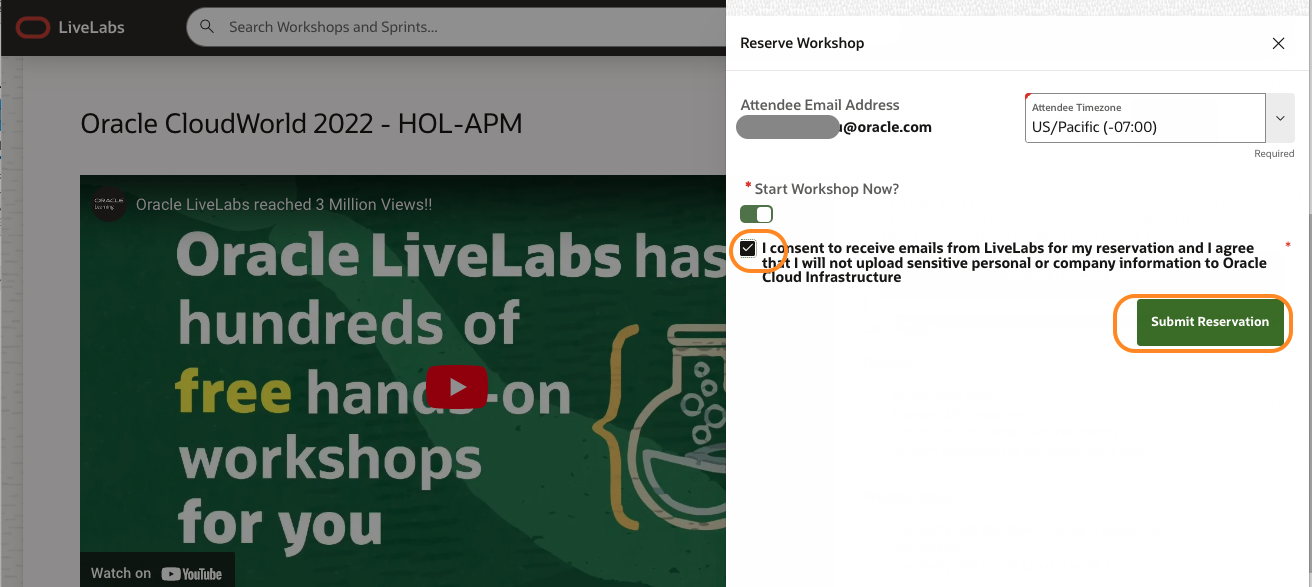 LiveLabs
Search Workshops and Sprints...
Oracle CloudWorld 2022 - HOL-APM
ORACLE
Learning
Oracle LiveLabs reached 3 Million Views!!
Oracle LiveLabs has
hundreds of
free hands-on
workshops
for you
Watch on YouTube
Reserve Workshop
Attendee Email Address
@oracle.com
Attendee Timezone
US/Pacific (-07:00)
Required
* Start Workshop Now?
I consent to receive emails from LiveLabs for my reservation and I agree *
that I will not upload sensitive personal or company information to Oracle
Cloud Infrastructure
Submit Reservation